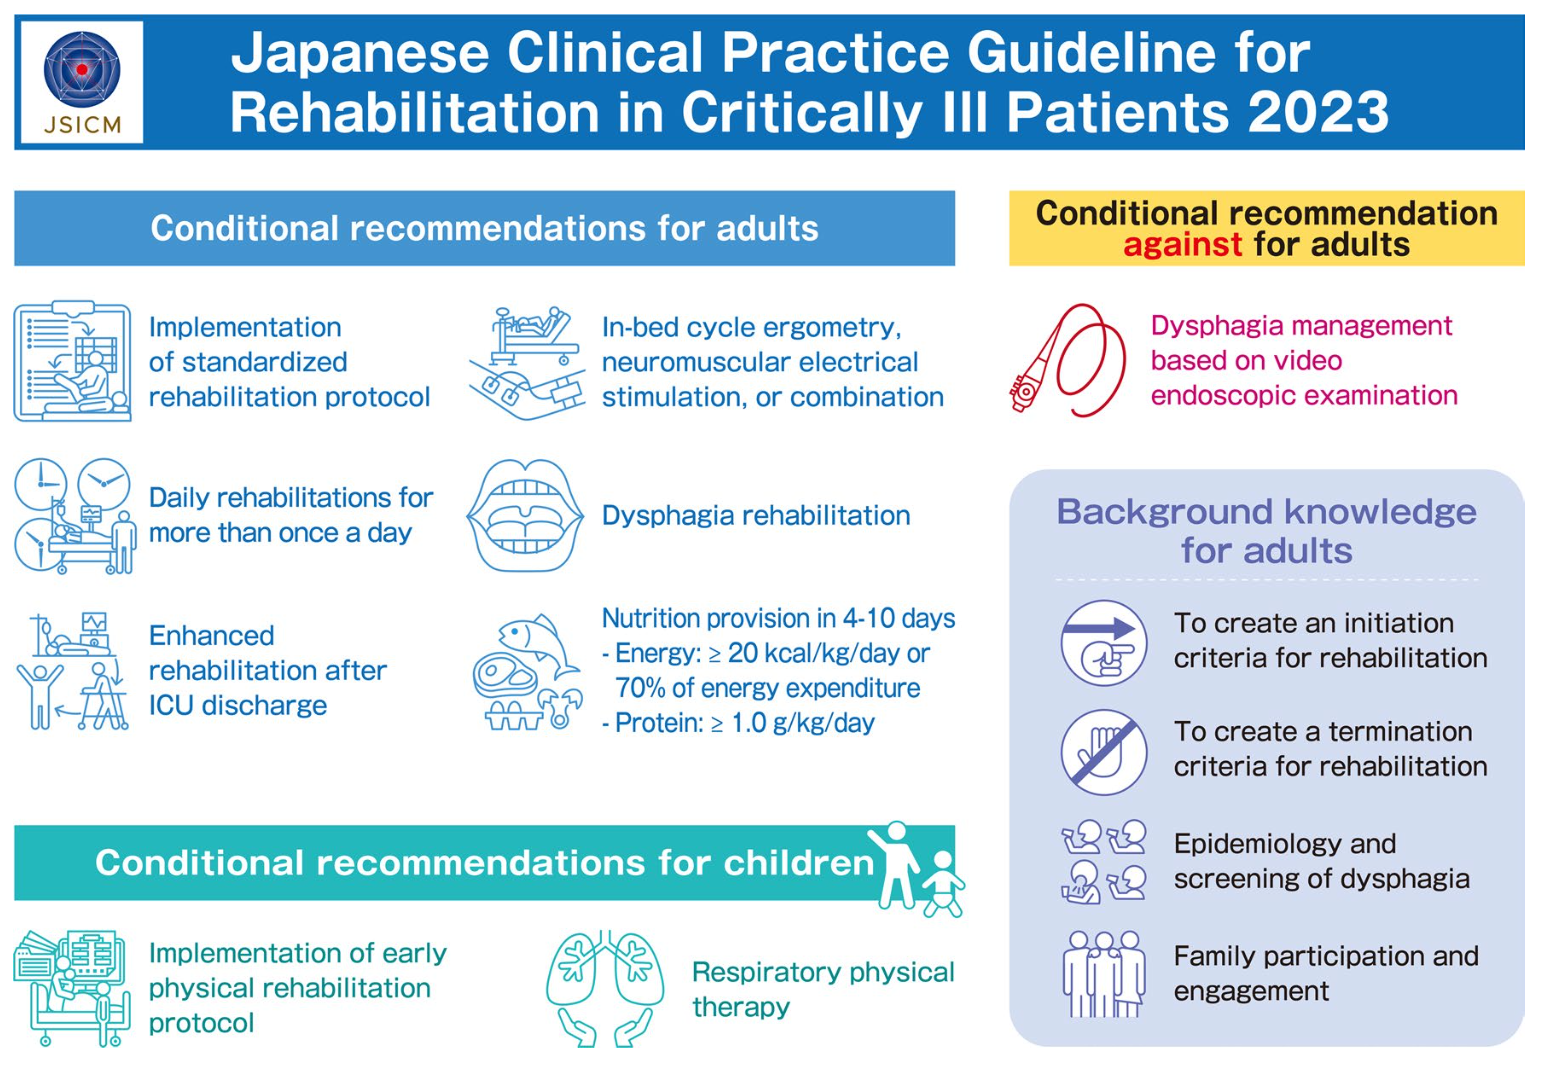 JSICM
Japanese Clinical Practice Guideline for
Rehabilitation in Critically Ill Patients 2023
Conditional recommendations for adults
Implementation
of standardized
rehabilitation protocol
In-bed cycle ergometry,
neuromuscular electrical
stimulation, or combination
Daily rehabilitations for
more than once a day
Dysphagia rehabilitation
Enhanced
rehabilitation after
ICU discharge
Nutrition provision in 4-10 days
- Energy: ≥ 20 kcal/kg/day or
70% of energy expenditure
- Protein: ≥ 1.0 g/kg/day
Conditional recommendations for children
Implementation of early
physical rehabilitation
protocol
Respiratory physical
therapy
Conditional recommendation
against for adults
Dysphagia management
based on video
endoscopic examination
Background knowledge
for adults
To create an initiation
criteria for rehabilitation
To create a termination
criteria for rehabilitation
Epidemiology and
screening of dysphagia
Family participation and
engagement